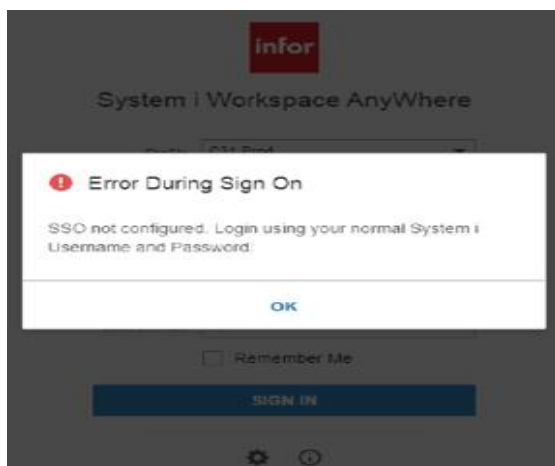 infor
System i Workspace AnyWhere
Error During Sign On
SSO not configured. Login using your normal System i
Username and Password.
OK
Remember Me
SIGN IN